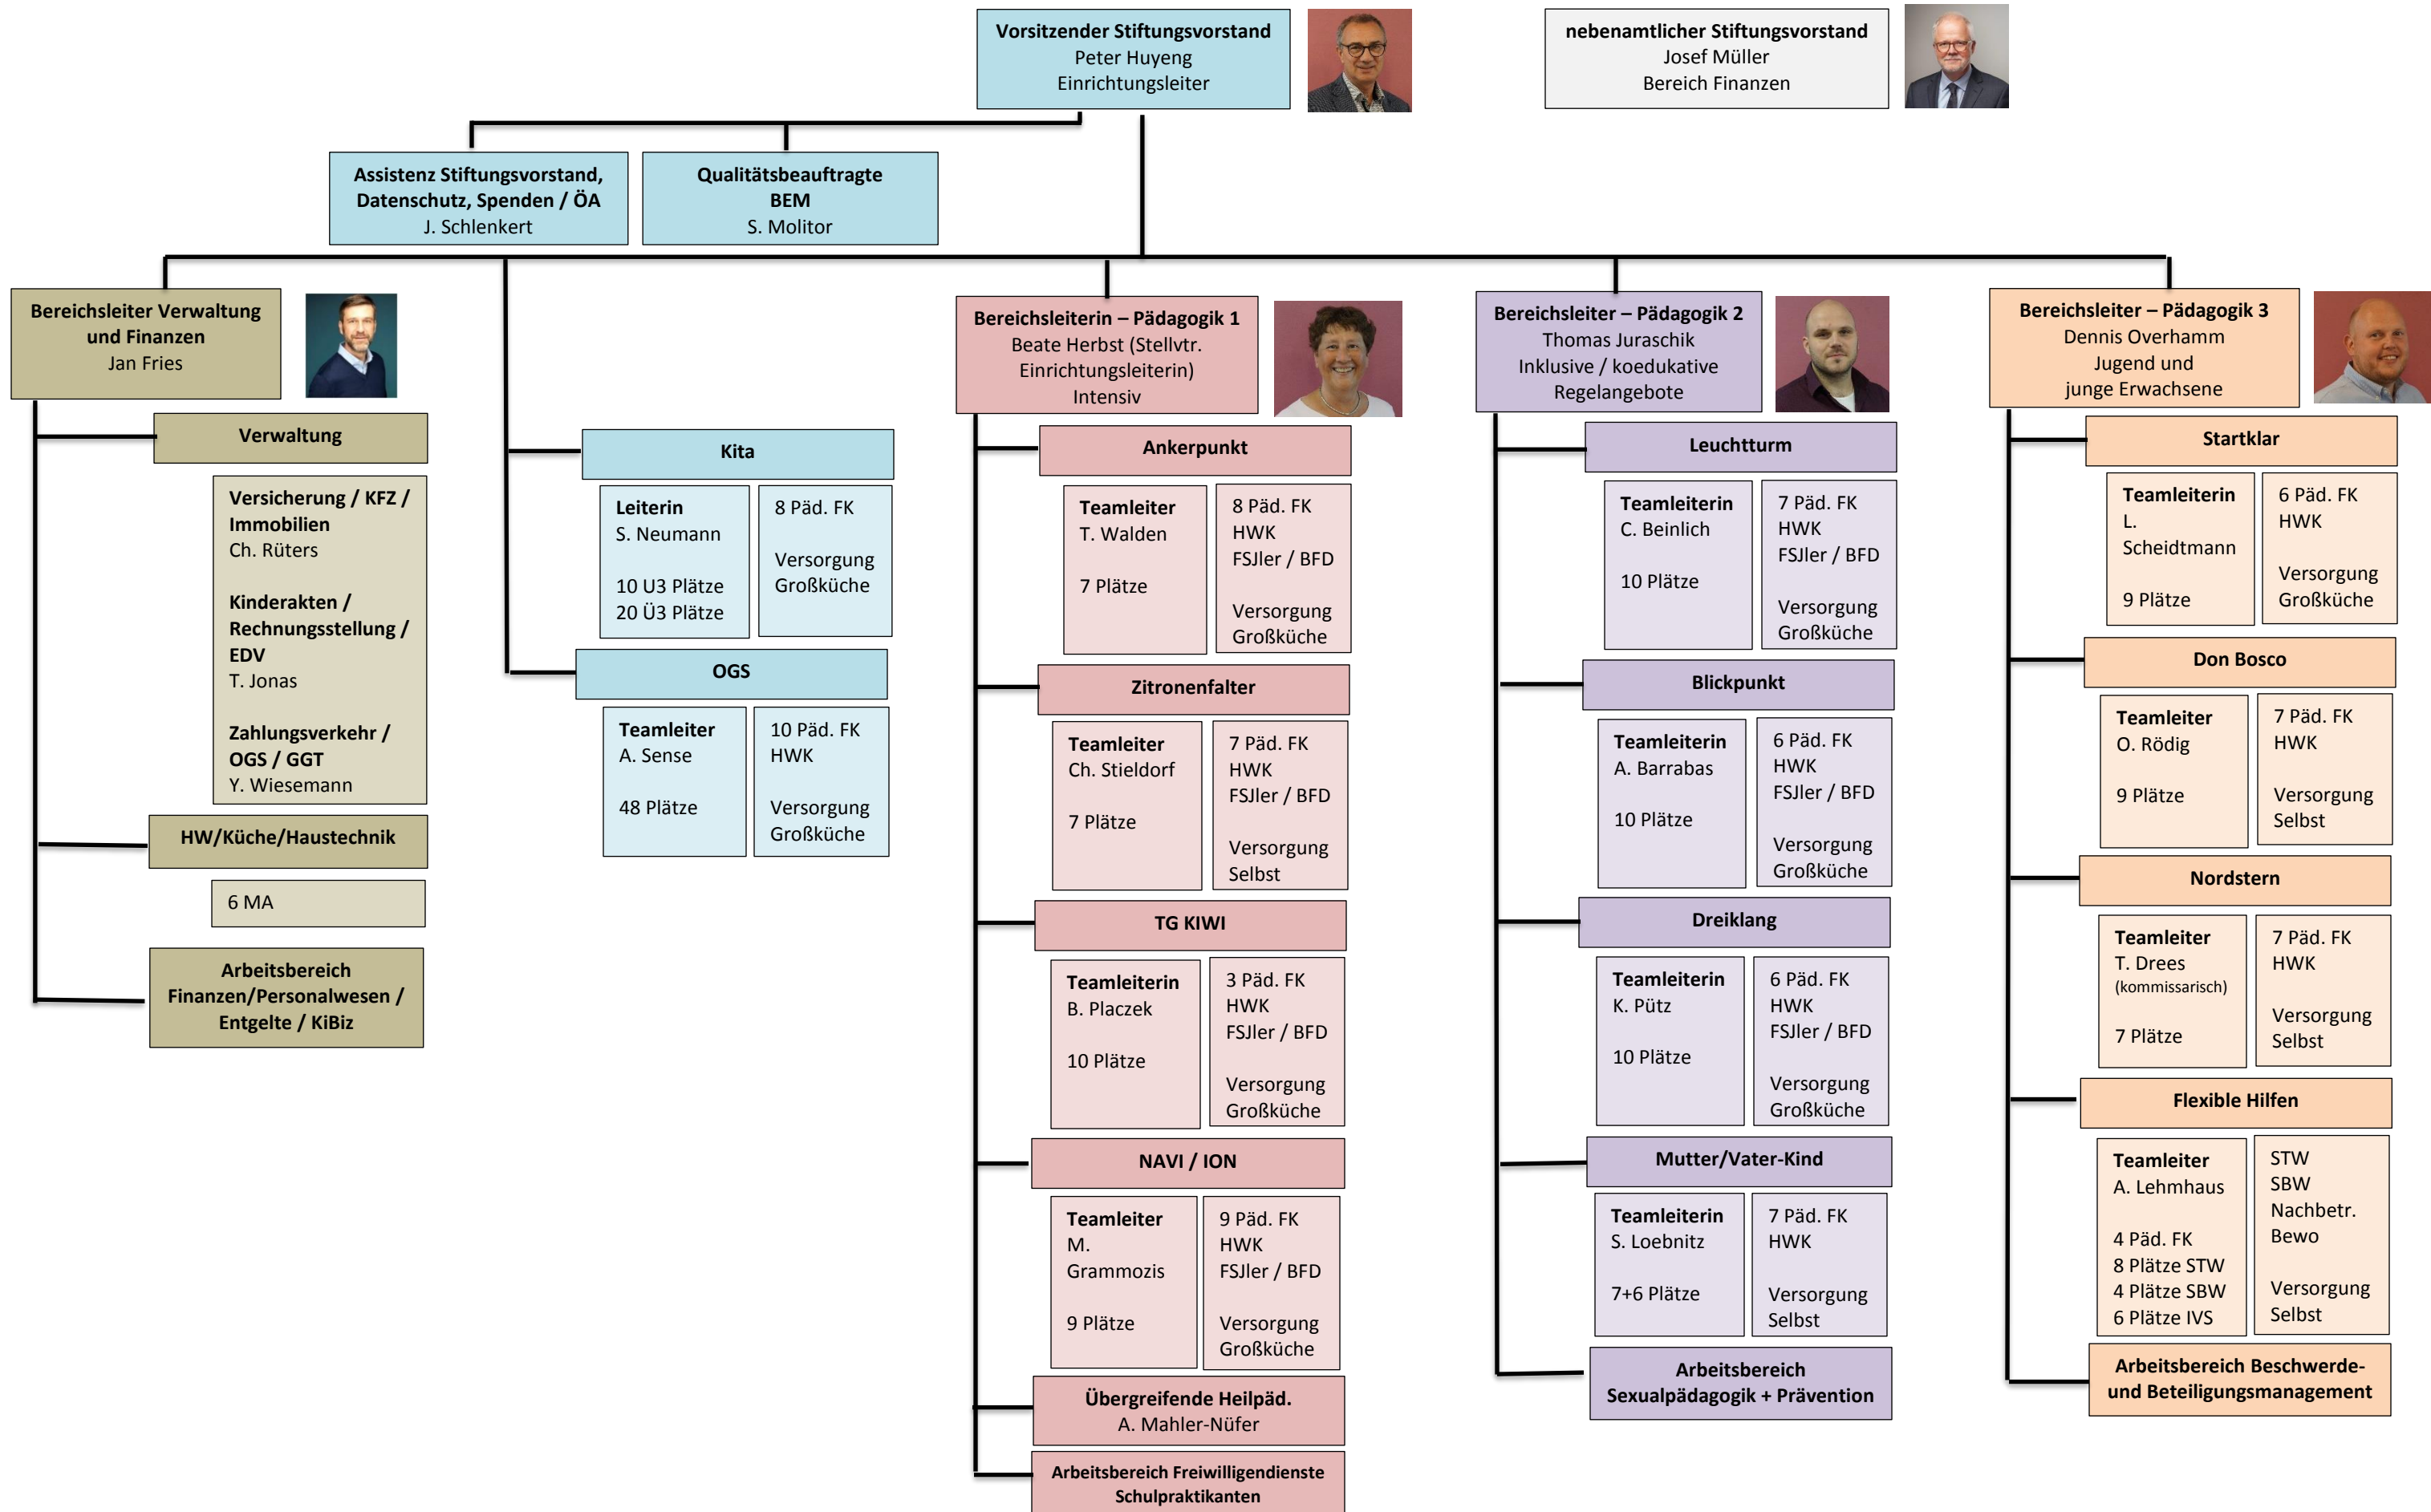 Vorsitzender Stiftungsvorstand
Peter Huyeng
Einrichtungsleiter
nebenamtlicher Stiftungsvorstand
Josef Müller
Bereich Finanzen
Assistenz Stiftungsvorstand,
Datenschutz, Spenden / ÖA
J. Schlenkert
Qualitätsbeauftragte
BEM
S. Molitor
Bereichsleiter Verwaltung
und Finanzen
Jan Fries
Verwaltung
Versicherung / KFZ /
Immobilien
Ch. Rüters
Kinderakten /
Rechnungsstellung /
EDV
T. Jonas
Zahlungsverkehr /
OGS / GGT
Y. Wiesemann
HW/Küche/Haustechnik
6 MA
Arbeitsbereich
Finanzen/Personalwesen /
Entgelte / KiBiz
Kita
Leiterin
S. Neumann
10 U3 Plätze
20 Ü3 Plätze
8 Päd. FK
Versorgung
Großküche
OGS
Teamleiter
A. Sense
48 Plätze
10 Päd. FK
HWK
Versorgung
Großküche
Bereichsleiterin – Pädagogik 1
Beate Herbst (Stellvtr.
Einrichtungsleiterin)
Intensiv
Ankerpunkt
Teamleiter
T. Walden
7 Plätze
8 Päd. FK
HWK
FSJler / BFD
Versorgung
Großküche
Zitronenfalter
Teamleiter
Ch. Stieldorf
7 Plätze
7 Päd. FK
HWK
FSJler / BFD
Versorgung
Selbst
TG KIWI
Teamleiterin
B. Placzek
10 Plätze
3 Päd. FK
HWK
FSJler / BFD
Versorgung
Großküche
NAVI / ION
Teamleiter
M.
Grammozis
9 Plätze
9 Päd. FK
HWK
FSJler / BFD
Versorgung
Großküche
Übergreifende Heilpäd.
A. Mahler-Nüfer
Arbeitsbereich Freiwilligendienste
Schulpraktikanten
Bereichsleiter – Pädagogik 2
Thomas Juraschik
Inklusive / koedukative
Regelangebote
Leuchtturm
Teamleiterin
C. Beinlich
10 Plätze
7 Päd. FK
HWK
FSJler / BFD
Versorgung
Großküche
Blickpunkt
Teamleiterin
A. Barrabas
10 Plätze
6 Päd. FK
HWK
FSJler / BFD
Versorgung
Großküche
Dreiklang
Teamleiterin
K. Pütz
10 Plätze
6 Päd. FK
HWK
FSJler / BFD
Versorgung
Großküche
Mutter/Vater-Kind
Teamleiterin
S. Loebnitz
7+6 Plätze
7 Päd. FK
HWK
Versorgung
Selbst
Arbeitsbereich
Sexualpädagogik + Prävention
Bereichsleiter – Pädagogik 3
Dennis Overhamm
Jugend und
junge Erwachsene
Startklar
Teamleiterin
L.
Scheidtmann
9 Plätze
6 Päd. FK
HWK
Versorgung
Großküche
Don Bosco
Teamleiter
O. Rödig
9 Plätze
7 Päd. FK
HWK
Versorgung
Selbst
Nordstern
Teamleiter
T. Drees
(kommissarisch)
7 Plätze
7 Päd. FK
HWK
Versorgung
Selbst
Flexible Hilfen
Teamleiter
A. Lehmhaus
4 Päd. FK
8 Plätze STW
4 Plätze SBW
6 Plätze IVS
STW
SBW
Nachbetr.
Bewo
Versorgung
Selbst
Arbeitsbereich Beschwerde-
und Beteiligungsmanagement